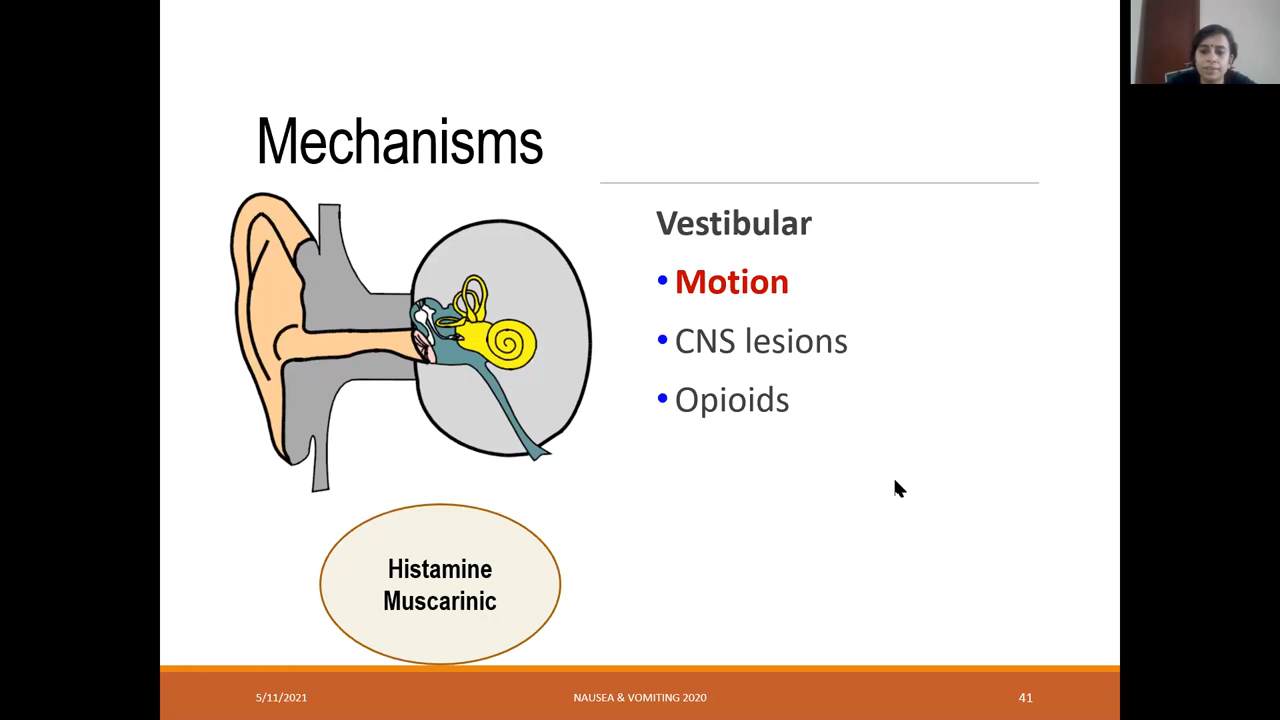 Mechanisms
Vestibular
• Motion
• CNS lesions
• Opioids
Histamine
Muscarinic
5/11/2021
NAUSEA & VOMITING 2020
41